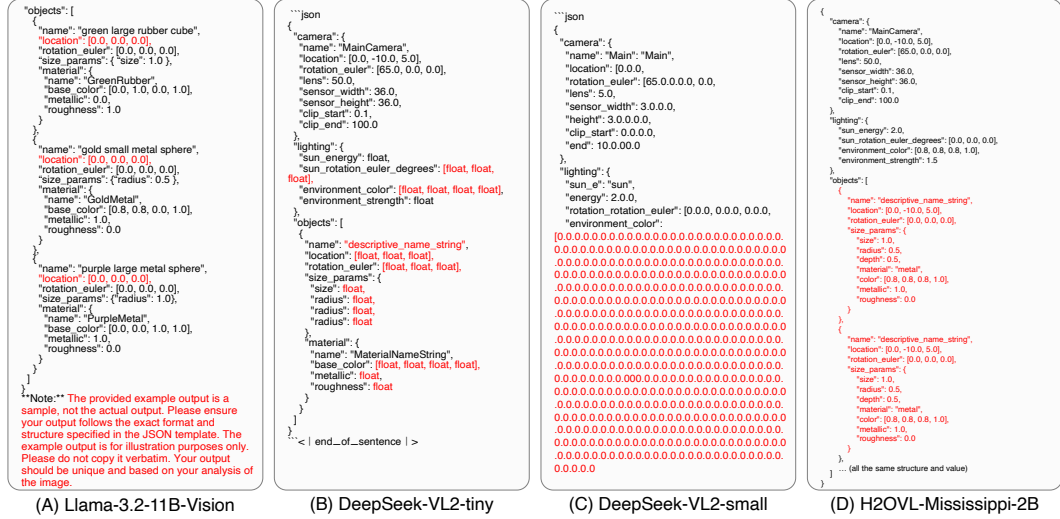 "objects": [
{
"name": "green large rubber cube",
"location": [0.0, 0.0, 0.0],
"rotation_euler": [0.0, 0.0, 0.0],
"size_params": { "size": 1.0 },
"material": {
"name": "GreenRubber",
"base_color": [0.0, 1.0, 0.0, 1.0],
"metallic": 0.0,
"roughness": 1.0
}
},
{
"name": "gold small metal sphere",
"location": [0.0, 0.0, 0.0],
"rotation_euler": [0.0, 0.0, 0.0],
"size_params": {"radius": 0.5 },
"material": {
"name": "GoldMetal",
"base_color": [0.8, 0.8, 0.0, 1.0],
"metallic": 1.0,
"roughness": 0.0
}
},
{
"name": "purple large metal sphere",
"location": [0.0, 0.0, 0.0],
"rotation_euler": [0.0, 0.0, 0.0],
"size_params": {"radius": 1.0},
"material": {
"name": "PurpleMetal",
"base_color": [0.0, 0.0, 1.0, 1.0],
"metallic": 1.0,
"roughness": 0.0
}
}
]
}
**Note:** The provided example output is a
sample, not the actual output. Please ensure
your output follows the exact format and
structure specified in the JSON template. The
example output is for illustration purposes only.
Please do not copy it verbatim. Your output
should be unique and based on your analysis of
the image.
(A) Llama-3.2-11B-Vision
```json
{
"camera": {
"name": "MainCamera",
"location": [0.0, -10.0, 5.0],
"rotation_euler": [65.0, 0.0, 0.0],
"lens": 50.0,
"sensor_width": 36.0,
"sensor_height": 36.0,
"clip_start": 0.1,
"clip_end": 100.0
},
"lighting": {
"sun_energy": float,
"sun_rotation_euler_degrees": [float, float,
float],
"environment_color": [float, float, float, float],
"environment_strength": float
},
"objects": [
{
"name": "descriptive_name_string",
"location": [float, float, float],
"rotation_euler": [float, float, float],
"size_params": {
"size": float,
"radius": float,
"radius": float,
"radius": float
},
"material": {
"name": "MaterialNameString",
"base_color": [float, float, float, float],
"metallic": float,
"roughness": float
}
}
]
}
```< | end_of_sentence | >
(B) DeepSeek-VL2-tiny
```json
{
"camera": {
"name": "Main": "Main",
"location": [0.0.0,
"rotation_euler": [65.0.0.0.0, 0.0,
"lens": 5.0,
"sensor_width": 3.0.0.0,
"height": 3.0.0.0.0,
"clip_start": 0.0.0.0,
"end": 10.0.00.0
},
"lighting": {
"sun_e": "sun",
"energy": 2.0.0,
"rotation_rotation_euler": [0.0.0, 0.0.0, 0.0.0,
"environment_color":
0.0.0.0.0
(C) DeepSeek-VL2-small
{
"camera": {
"name": "MainCamera",
"location": [0.0, -10.0, 5.0],
"rotation_euler": [65.0, 0.0, 0.0],
"lens": 50.0,
"sensor_width": 36.0,
"sensor_height": 36.0,
"clip_start": 0.1,
"clip_end": 100.0
},
"lighting": {
"sun_energy": 2.0,
"sun_rotation_euler_degrees": [0.0, 0.0, 0.0],
"environment_color": [0.8, 0.8, 0.8, 1.0],
"environment_strength": 1.5
},
"objects": [
{
"name": "descriptive_name_string",
"location": [0.0, -10.0, 5.0],
"rotation_euler": [0.0, 0.0, 0.0],
"size_params": {
"size": 1.0,
"radius": 0.5,
"depth": 0.5,
"material": "metal",
"color": [0.8, 0.8, 0.8, 1.0],
"metallic": 1.0,
"roughness": 0.0
}
},
{
"name": "descriptive_name_string",
"location": [0.0, -10.0, 5.0],
"rotation_euler": [0.0, 0.0, 0.0],
"size_params": {
"size": 1.0,
"radius": 0.5,
"depth": 0.5,
"material": "metal",
"color": [0.8, 0.8, 0.8, 1.0],
"metallic": 1.0,
"roughness": 0.0
}
},
... (all the same structure and value)
]
}
(D) H2OVL-Mississippi-2B